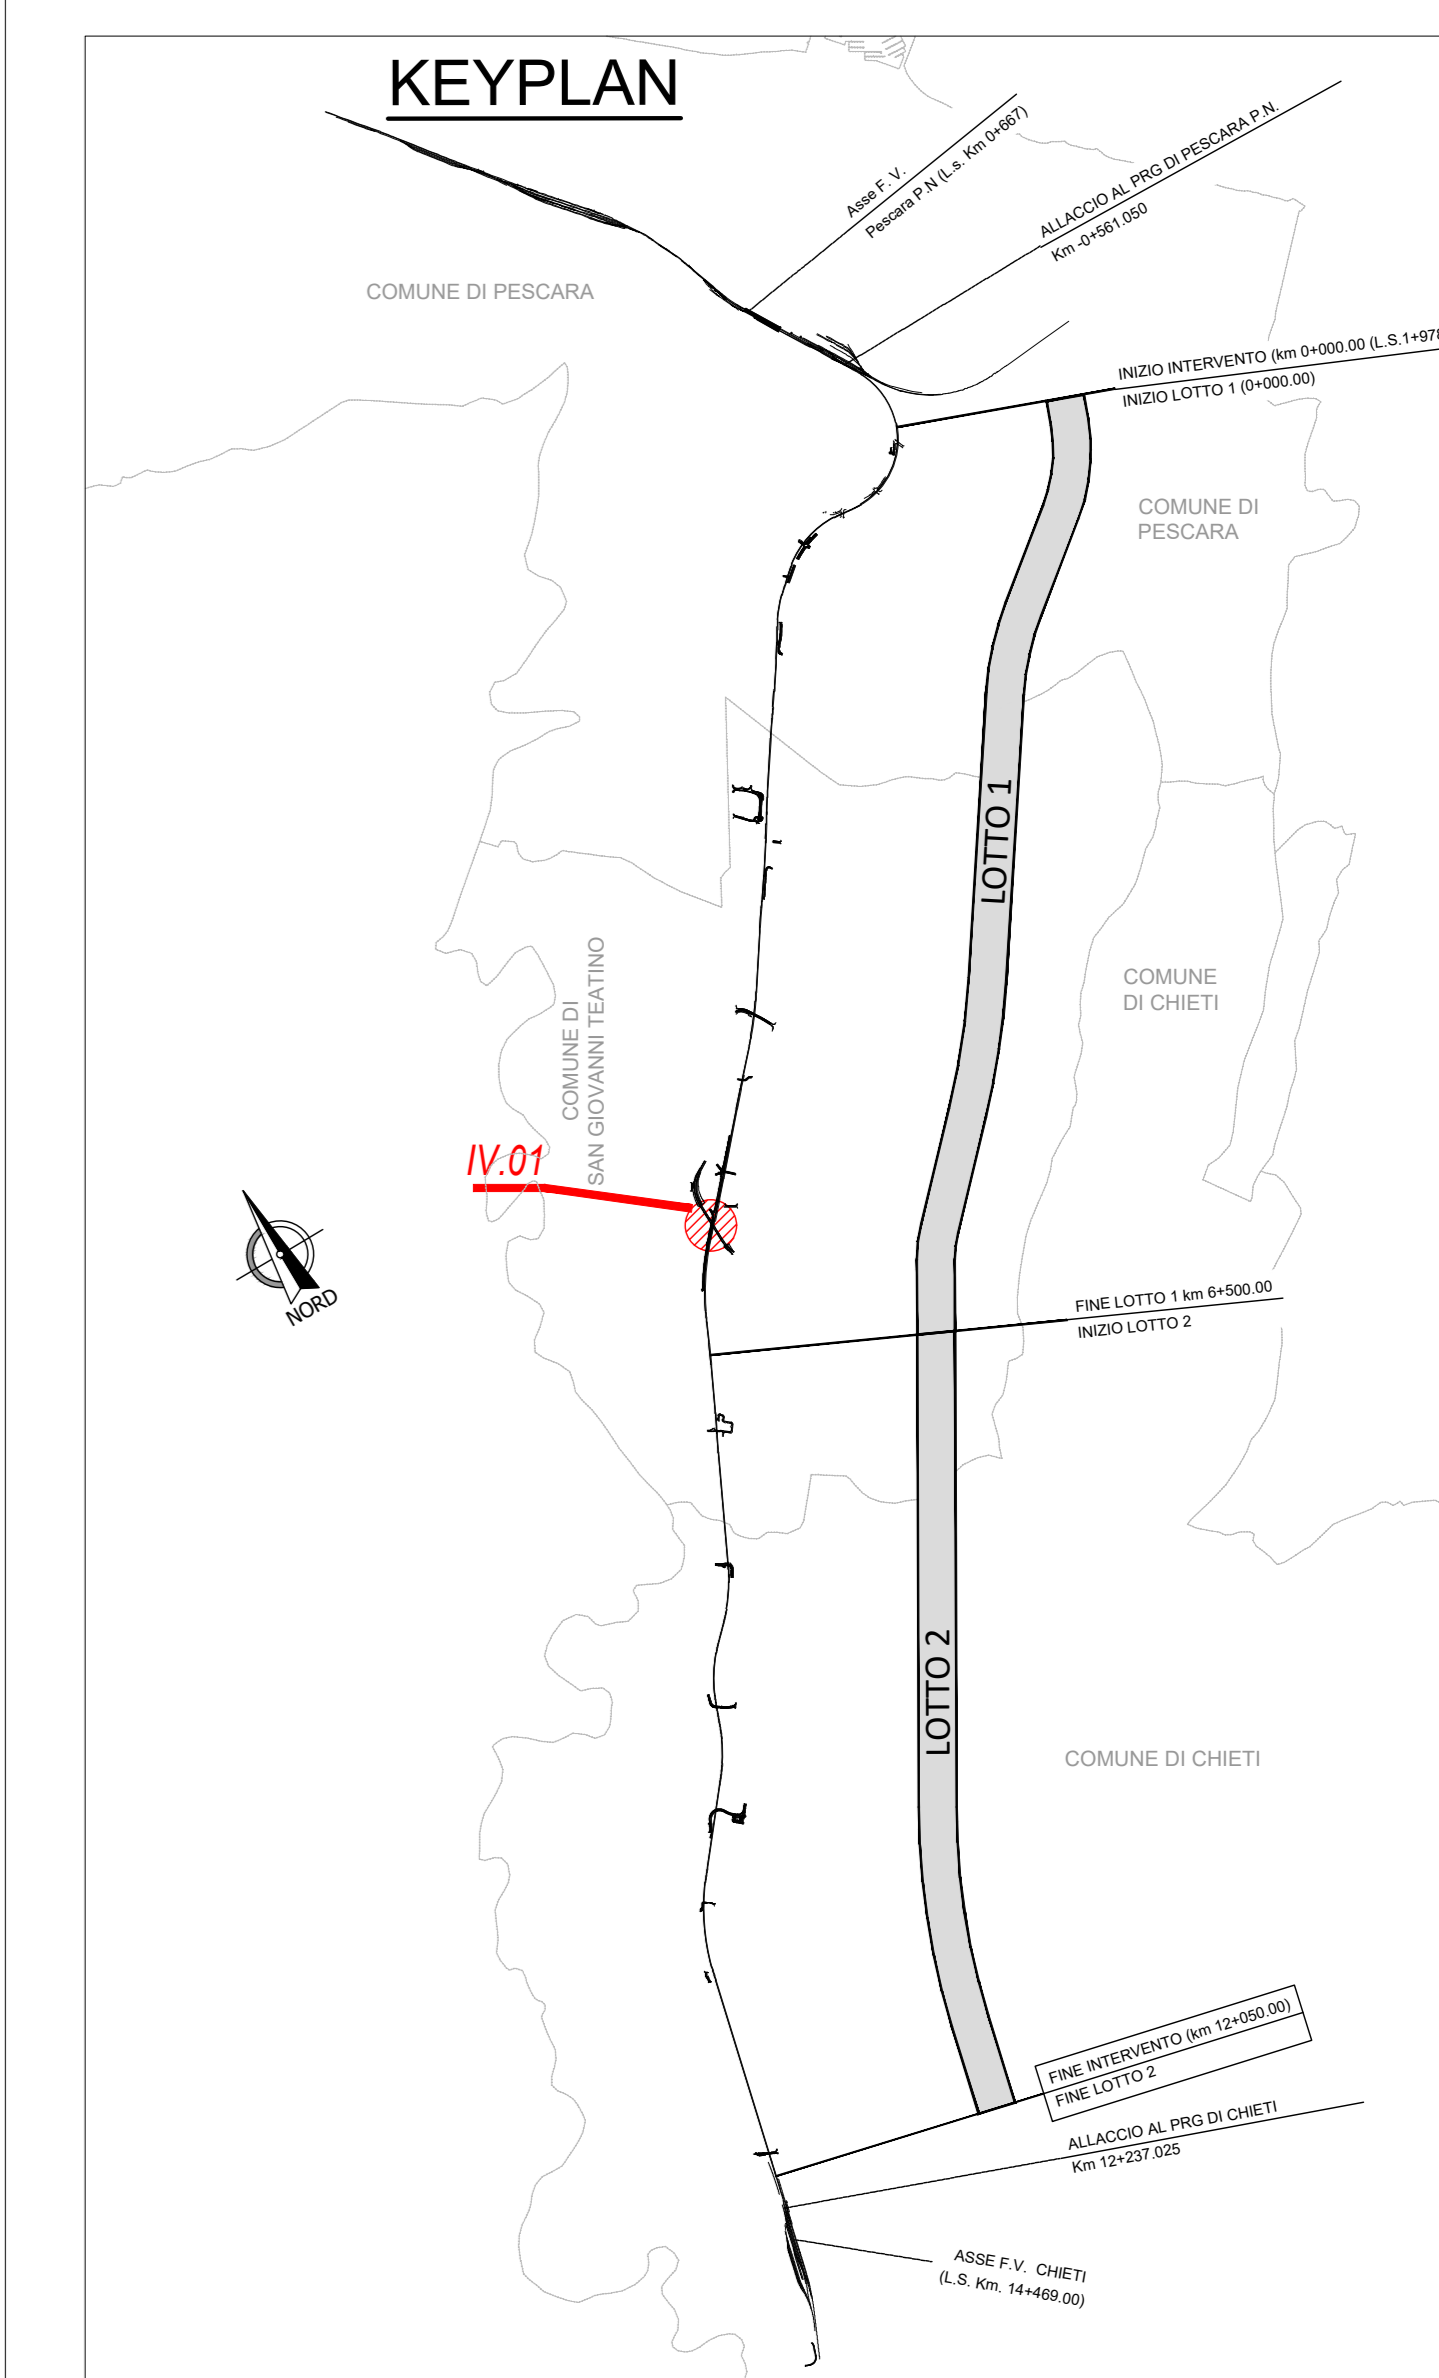 KEYPLAN
Asse F. V.
Pescara P.N (L.s. Km 0+667)
ALLACCIO AL PRG DI PESCARA P.N.
Km -0+561.050
COMUNE DI PESCARA
INIZIO INTERVENTO (km 0+000.00 (L.S.1+978
INIZIO LOTTO 1 (0+000.00)
COMUNE DI
PESCARA
LOTTO 1
COMUNE
DI CHIETI
COMUNE DI
SAN GIOVANNI TEATINO
IV.01
NORD
FINE LOTTO 1 km 6+500.00
INIZIO LOTTO 2
LOTTO 2
COMUNE DI CHIETI
FINE INTERVENTO (km 12+050.00)
FINE LOTTO 2
ALLACCIO AL PRG DI CHIETI
Km 12+237.025
ASSE F.V. CHIETI
(L.S. Km. 14+469.00)